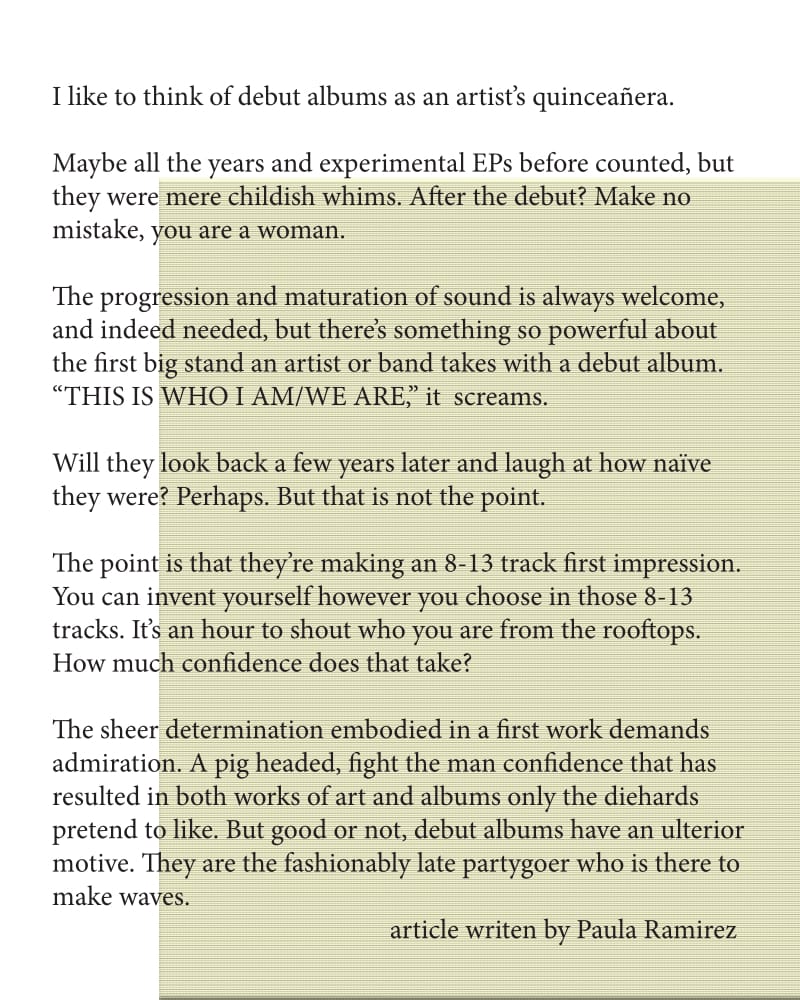 I like to think of debut albums as an artist’s quinceañera.
Maybe all the years and experimental EPs before counted, but
they were mere childish whims. After the debut? Make no
mistake, you are a woman.
The progression and maturation of sound is always welcome,
and indeed needed, but there’s something so powerful about
the first big stand an artist or band takes with a debut album.
“THIS IS WHO I AM/WE ARE,” it  screams.
Will they look back a few years later and laugh at how naïve
they were? Perhaps. But that is not the point.
The point is that they’re making an 8-13 track first impression.
You can invent yourself however you choose in those 8-13
tracks. It’s an hour to shout who you are from the rooftops.
How much confidence does that take?
The sheer determination embodied in a first work demands
admiration. A pig headed, fight the man confidence that has
resulted in both works of art and albums only the diehards
pretend to like. But good or not, debut albums have an ulterior
motive. They are the fashionably late partygoer who is there to
make waves.
article writen by Paula Ramirez